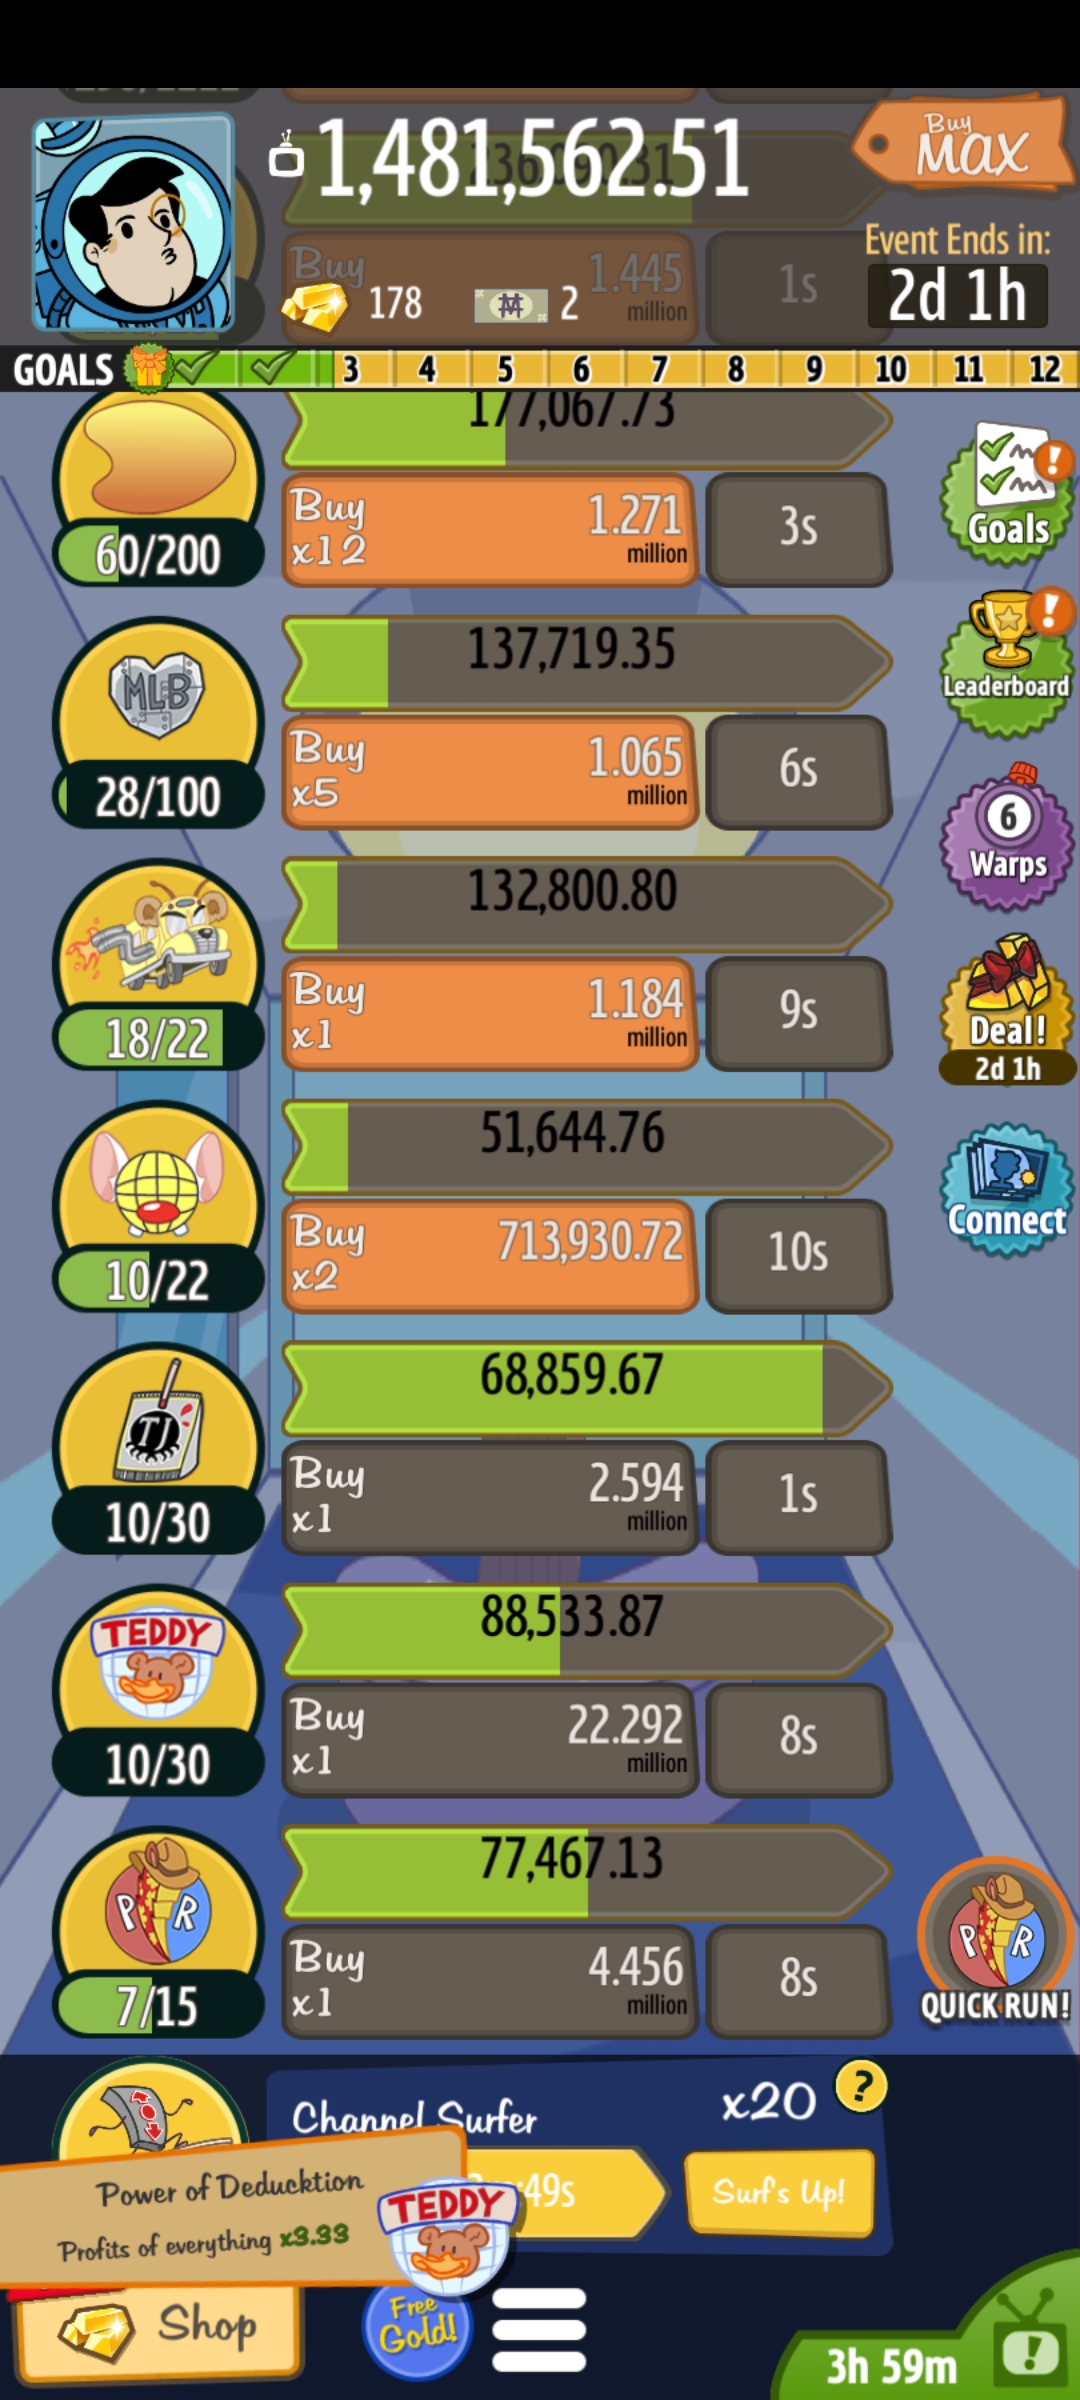 1,481,562.51
Buy
MAX
236,090.31
Event Ends in:
2d 1h
Buy
1.445
million
1s
178
2
GOALS
3 4 5 6 7 8 9 10 11 12
177,067.73
60/200
Buy
x12
1.271
million
3s
Goals
MLB
28/100
137,719.35
Buy
x5
1.065
million
6s
Leaderboard
6
Warps
18/22
132,800.80
Buy
x1
1.184
million
9s
Deal!
2d 1h
10/22
51,644.76
Buy
x2
713,930.72
10s
Connect
TJ
10/30
68,859.67
Buy
x1
2.594
million
1s
TEDDY
10/30
88,533.87
Buy
x1
22.292
million
8s
P R
7/15
77,467.13
Buy
x1
4.456
million
8s
P R
QUICK RUN!
Channel Surfer
x20
?
:49s
Surf's Up!
Power of Deducktion
Profits of everything x3.33
TEDDY
Shop
Free
Gold!
3h 59m